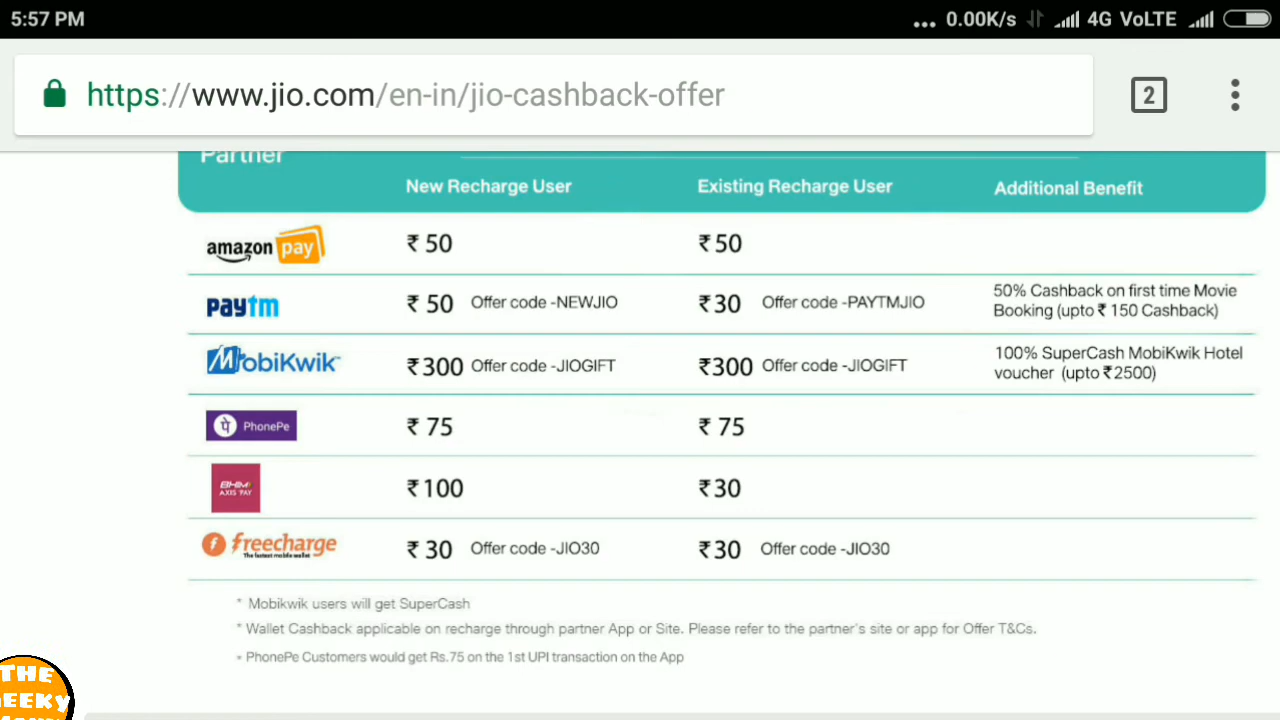 5:57 PM
... 0.00K/s 4G VoLTE
https://www.jio.com/en-in/jio-cashback-offer
2
Partner
New Recharge User Existing Recharge User Additional Benefit
amazon pay ₹ 50 ₹ 50
paytm ₹ 50 Offer code -NEWJIO ₹30 Offer code -PAYTMJIO 50% Cashback on first time Movie
Booking (upto ₹ 150 Cashback)
MobiKwik ₹300 Offer code -JIOGIFT ₹300 Offer code -JIOGIFT 100% SuperCash MobiKwik Hotel
voucher (upto ₹2500)
पे PhonePe ₹ 75 ₹ 75
BHIM
AXIS PAY ₹100 ₹30
f freecharge ₹ 30 Offer code -JIO30 ₹30 Offer code -JIO30
The fastest mobile wallet
* Mobikwik users will get SuperCash
* Wallet Cashback applicable on recharge through partner App or Site. Please refer to the partner's site or app for Offer T&Cs.
* PhonePe Customers would get Rs.75 on the 1st UPI transaction on the App
THE
GEEKY